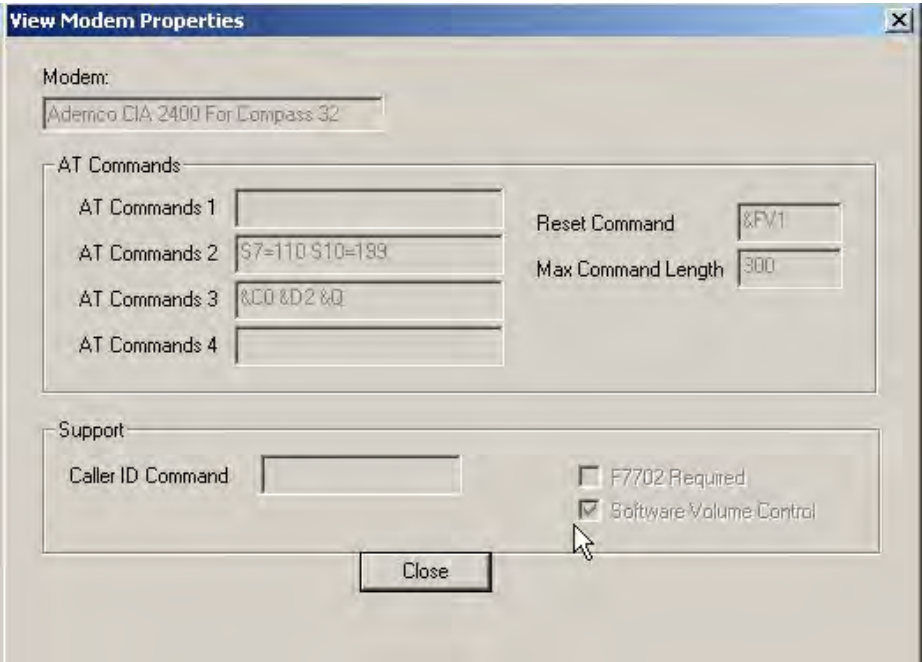 View Modem Properties
Modem:
Ademco CIA 2400 For Compass 32
AT Commands
AT Commands 1
AT Commands 2 S7=110 S10=199
AT Commands 3 &C0 &D2 &Q
AT Commands 4
Reset Command &FV1
Max Command Length 300
Support
Caller ID Command
F7702 Required
Software Volume Control
Close